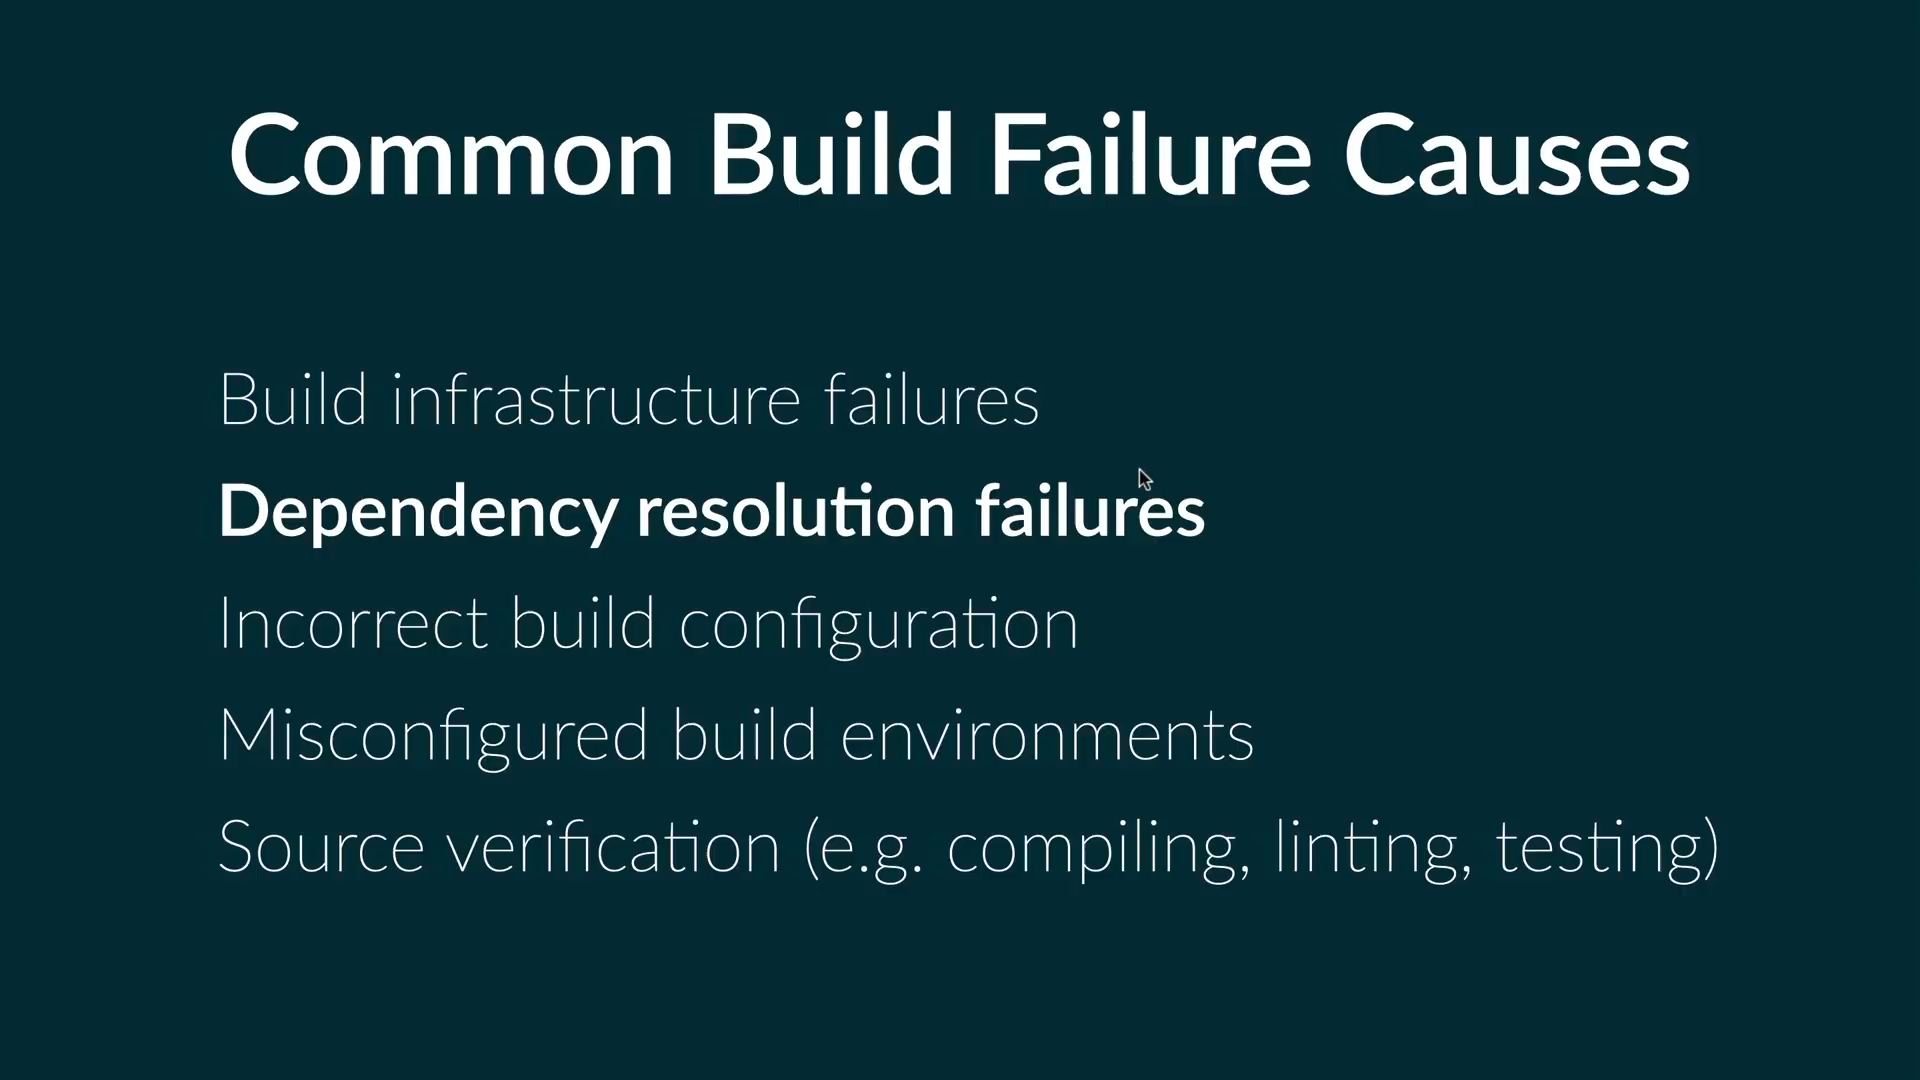 Common Build Failure Causes
Build infrastructure failures
Dependency resolution failures
Incorrect build configuration
Misconfigured build environments
Source verification (e.g. compiling, linting, testing)